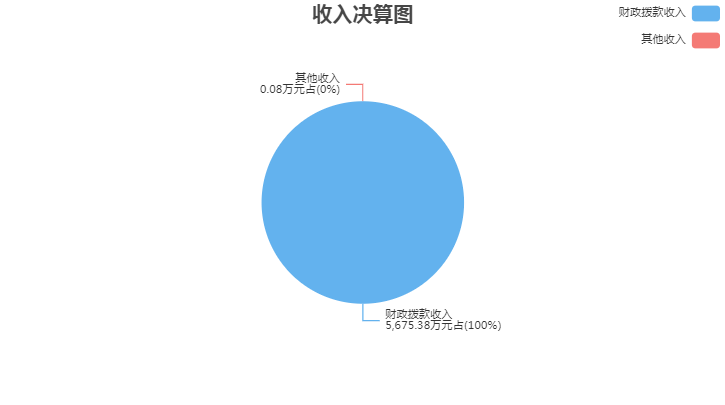 收入决算图
财政拨款收入
其他收入
其他收入
0.08万元占(0%)
财政拨款收入
5,675.38万元占(100%)